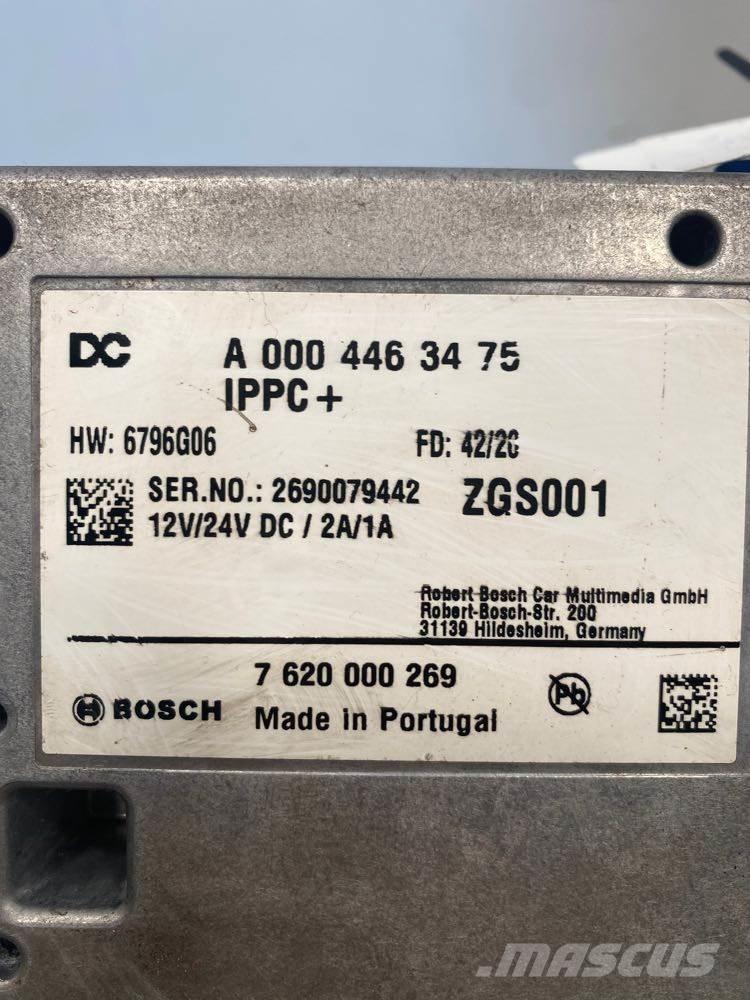 DC A 000 446 34 75
IPPC+
HW: 6796G06 FD: 42/20
SER.NO.: 2690079442 ZGS001
12V/24V DC / 2A/1A
Robert Bosch Car Multimedia GmbH
Robert-Bosch-Str. 200
31139 Hildesheim, Germany
7 620 000 269 Pb
BOSCH Made in Portugal
MASCUS